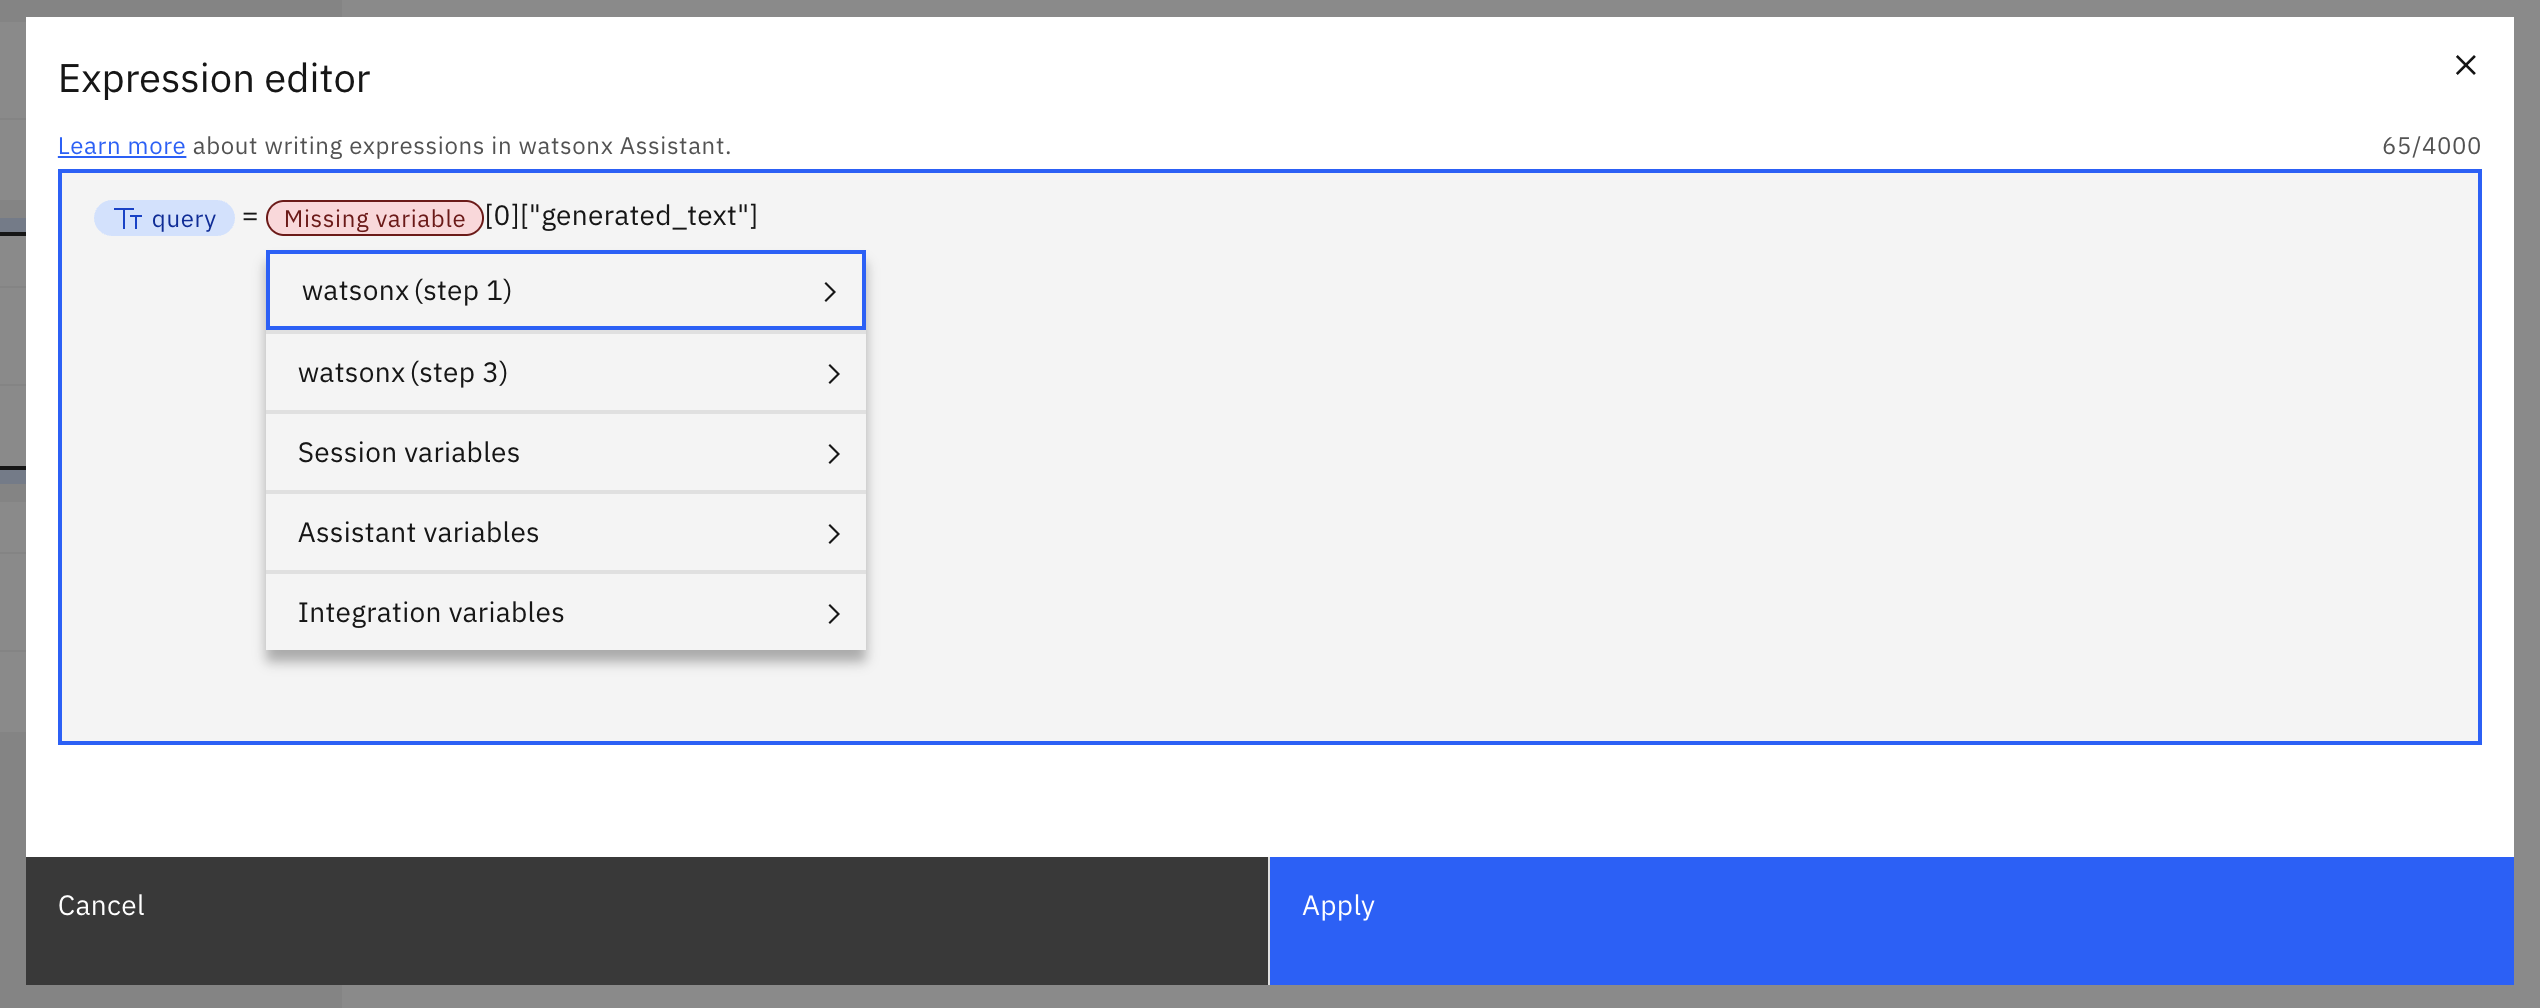 Expression editor
Learn more about writing expressions in watsonx Assistant.
65/4000
Tт query = Missing variable[0]["generated_text"]
watsonx (step 1)
watsonx (step 3)
Session variables
Assistant variables
Integration variables
Cancel
Apply